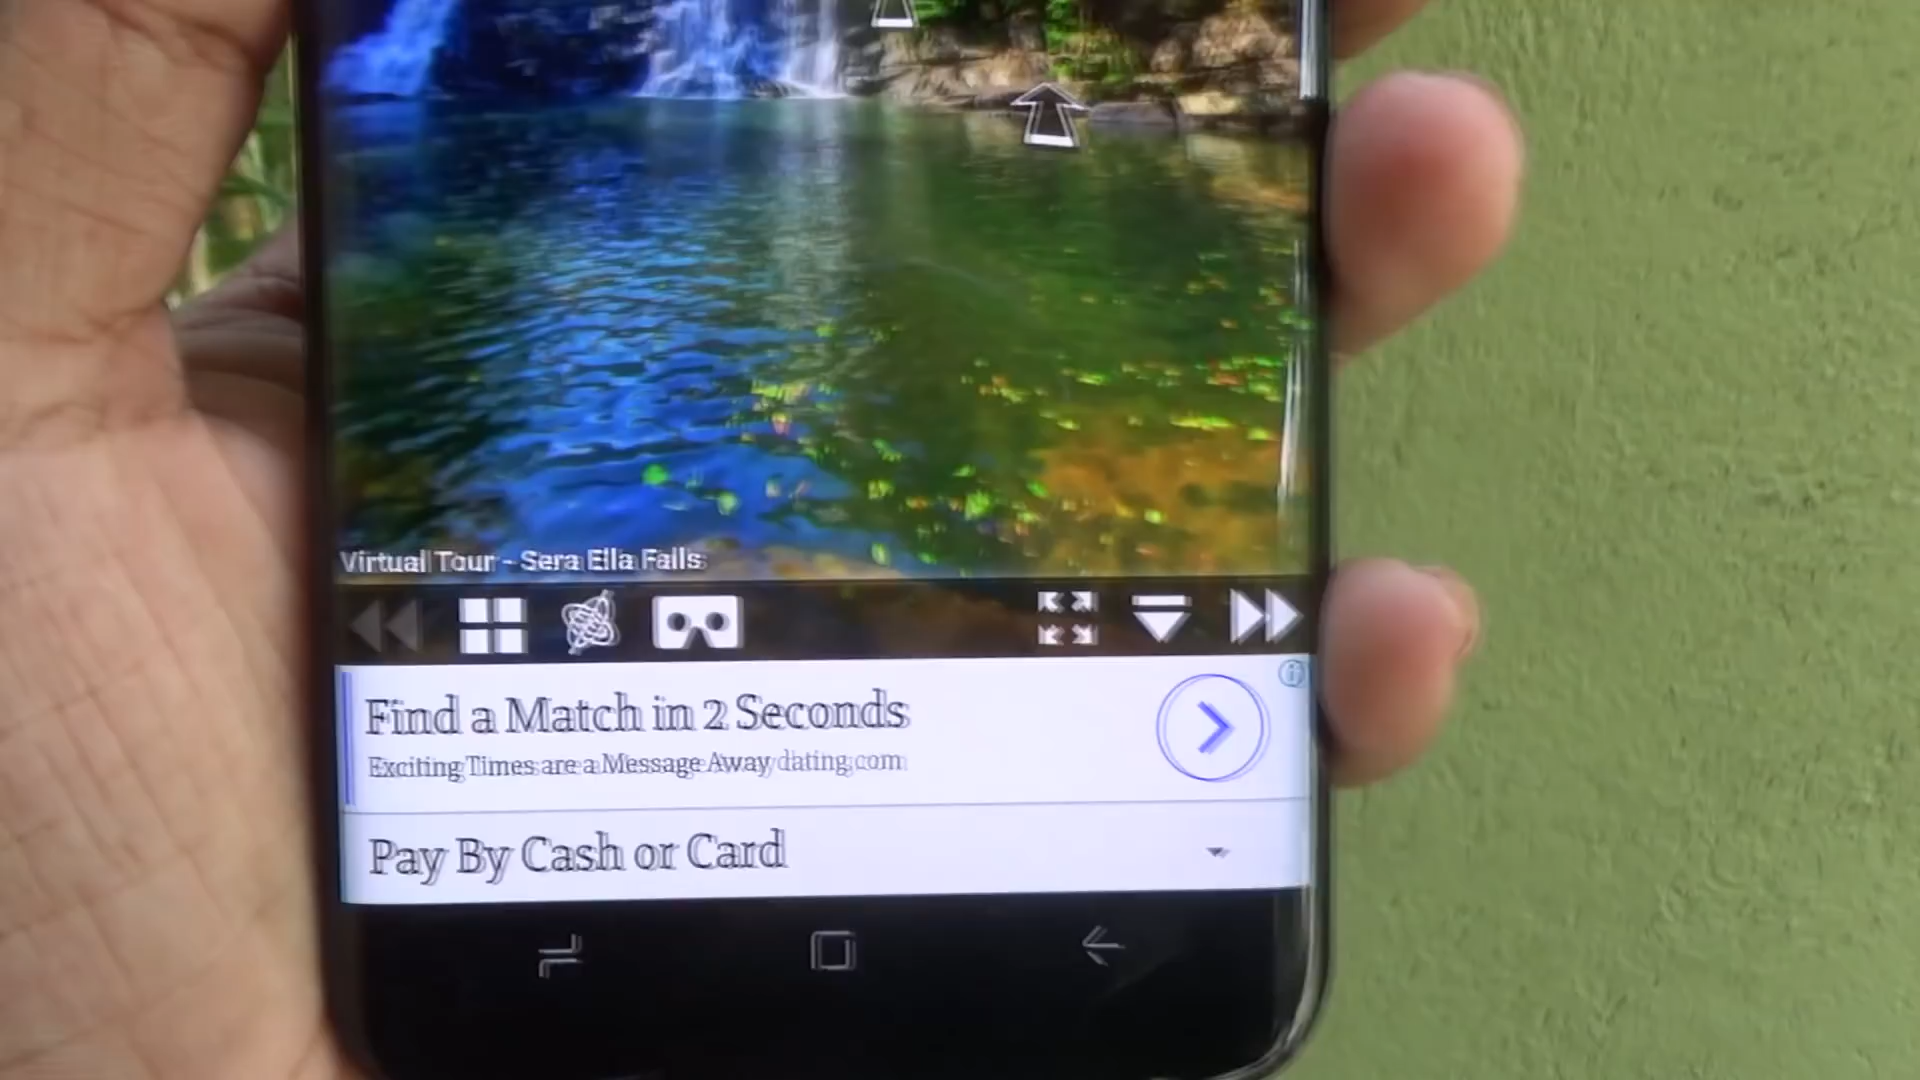 Virtual Tour - Sera Ella Falls
Find a Match in 2 Seconds
Exciting Times are a Message Away dating.com
Pay By Cash or Card